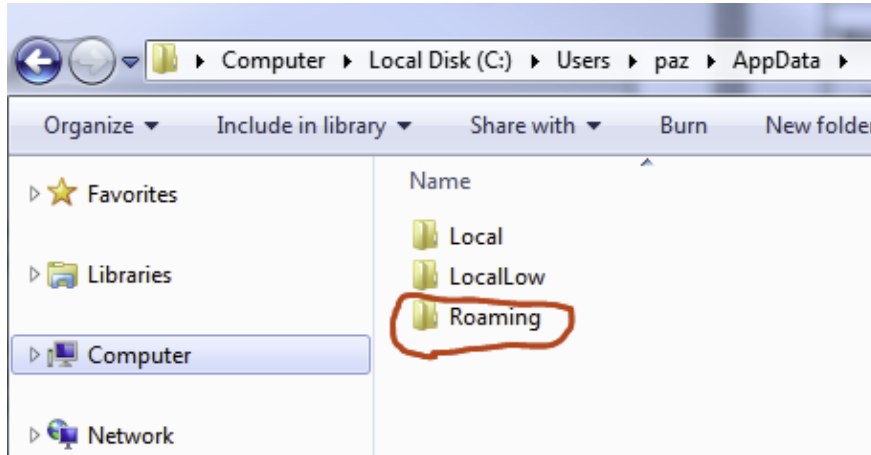 Computer Local Disk (C:) Users paz AppData
Organize Include in library Share with Burn New folder
Name
Favorites
Local
Libraries
LocalLow
Roaming
Computer
Network